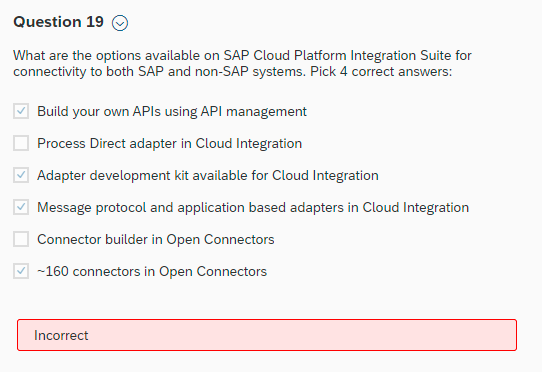 Question 19
What are the options available on SAP Cloud Platform Integration Suite for
connectivity to both SAP and non-SAP systems. Pick 4 correct answers:
Build your own APIs using API management
Process Direct adapter in Cloud Integration
Adapter development kit available for Cloud Integration
Message protocol and application based adapters in Cloud Integration
Connector builder in Open Connectors
~160 connectors in Open Connectors
Incorrect